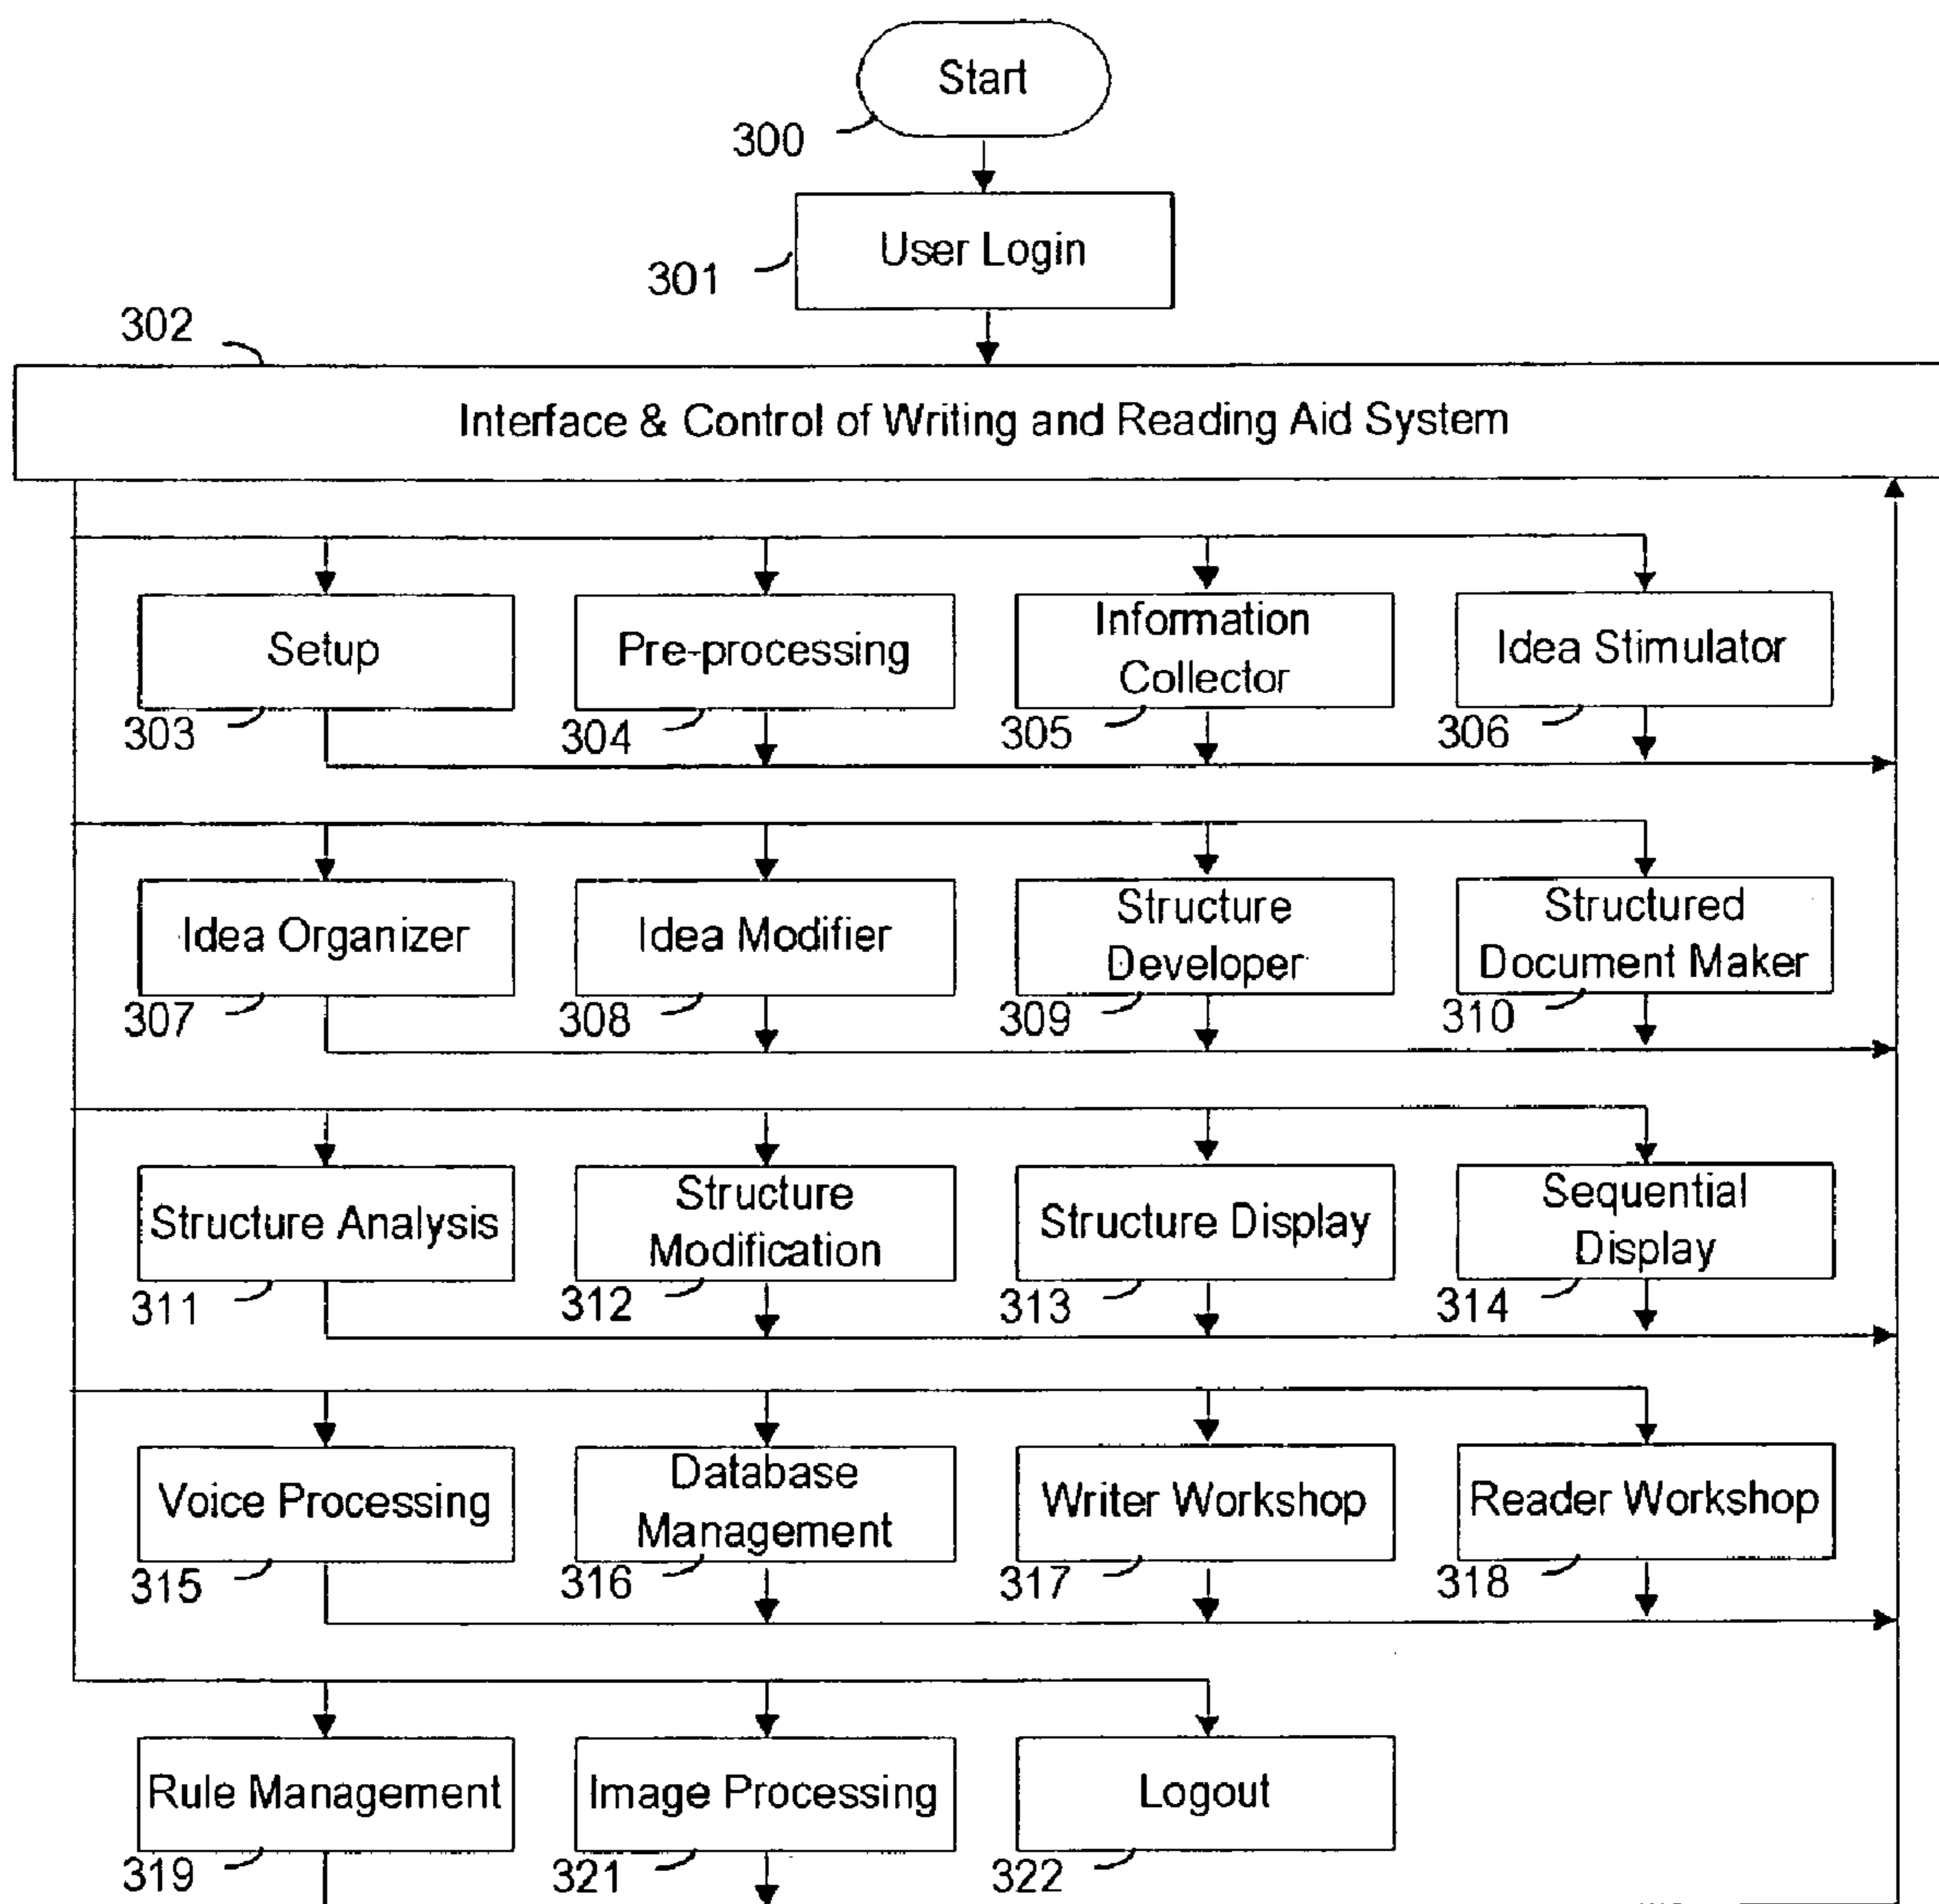 Start
300
User Login
301
302
Interface & Control of Writing and Reading Aid System
Setup
Pre-processing
Information
Collector
Idea Stimulator
303
304
305
306
Idea Organizer
Idea Modifier
Structure
Developer
Structured
Document Maker
307
308
309
310
Structure Analysis
Structure
Modification
Structure Display
Sequential
Display
311
312
313
314
Voice Processing
Database
Management
Writer Workshop
Reader Workshop
315
316
317
318
Rule Management
Image Processing
Logout
319
321
322